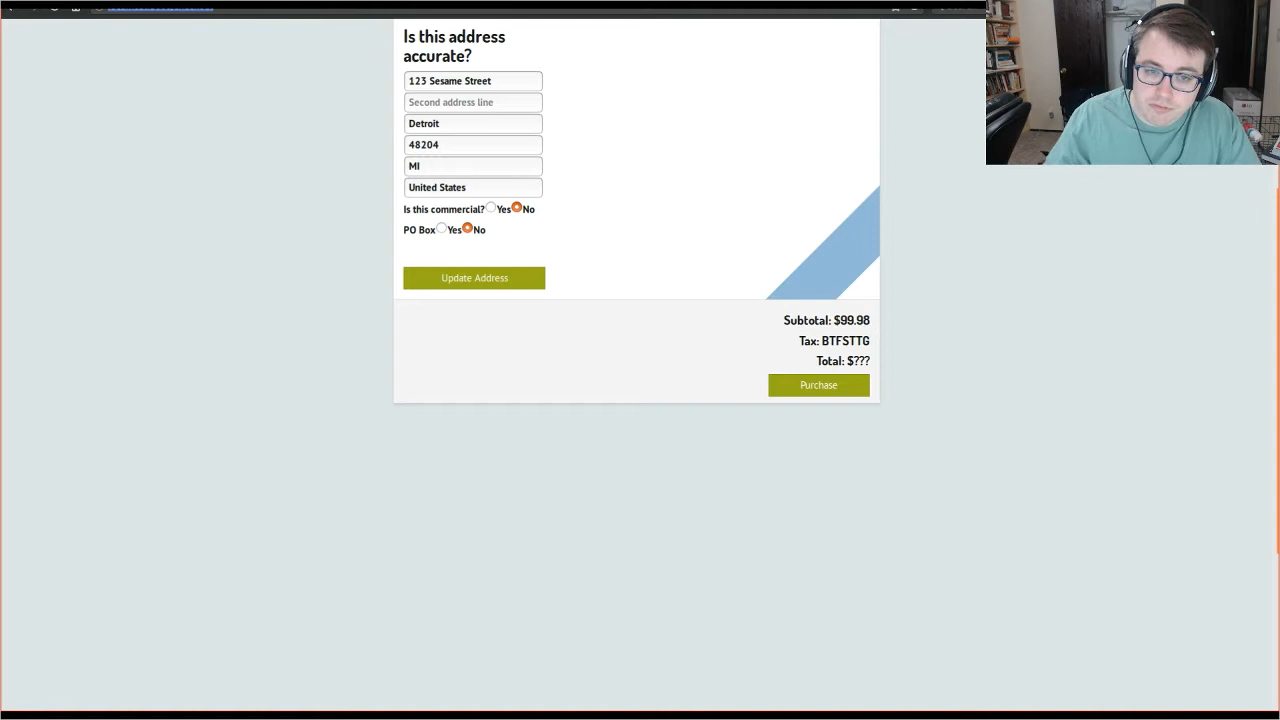 Is this address
accurate?
123 Sesame Street
Second address line
Detroit
48204
MI
United States
Is this commercial? Yes No
PO Box Yes No
Update Address
Subtotal: $99.98
Tax: BTFSTTG
Total: $???
Purchase